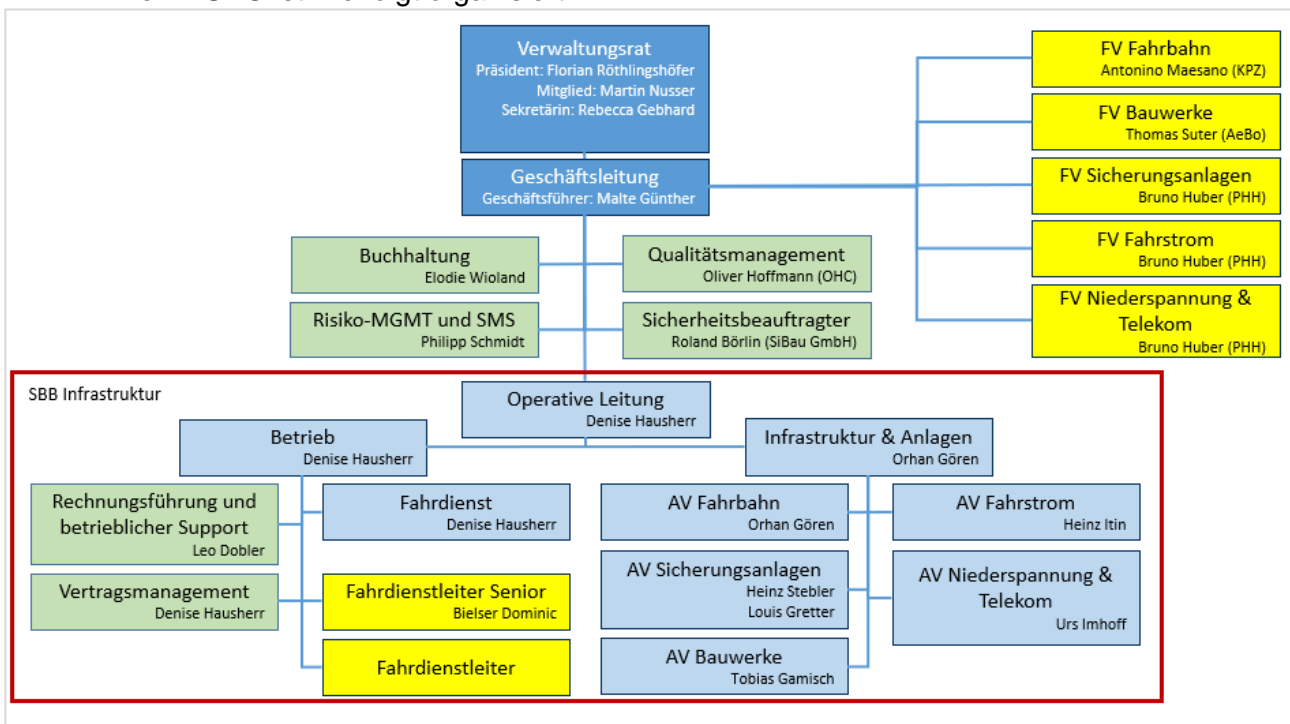 Verwaltungsrat
Präsident: Florian Röthlingshöfer
Mitglied: Martin Nusser
Sekretärin: Rebecca Gebhard
Geschäftsleitung
Geschäftsführer: Malte Günther
FV Fahrbahn
Antonino Maesano (KPZ)
FV Bauwerke
Thomas Suter (AeBo)
FV Sicherungsanlagen
Bruno Huber (PHH)
FV Fahrstrom
Bruno Huber (PHH)
FV Niederspannung &
Telekom
Bruno Huber (PHH)
Buchhaltung
Elodie Wioland
Qualitätsmanagement
Oliver Hoffmann (OHC)
Risiko-MGMT und SMS
Philipp Schmidt
Sicherheitsbeauftragter
Roland Börlin (SiBau GmbH)
SBB Infrastruktur
Operative Leitung
Denise Hausherr
Betrieb
Denise Hausherr
Infrastruktur & Anlagen
Orhan Gören
Rechnungsführung und
betrieblicher Support
Leo Dobler
Fahrdienst
Denise Hausherr
Vertragsmanagement
Denise Hausherr
Fahrdienstleiter Senior
Bielser Dominic
Fahrdienstleiter
AV Fahrbahn
Orhan Gören
AV Fahrstrom
Heinz Itin
AV Sicherungsanlagen
Heinz Stebler
Louis Gretter
AV Niederspannung &
Telekom
Urs Imhoff
AV Bauwerke
Tobias Gamisch